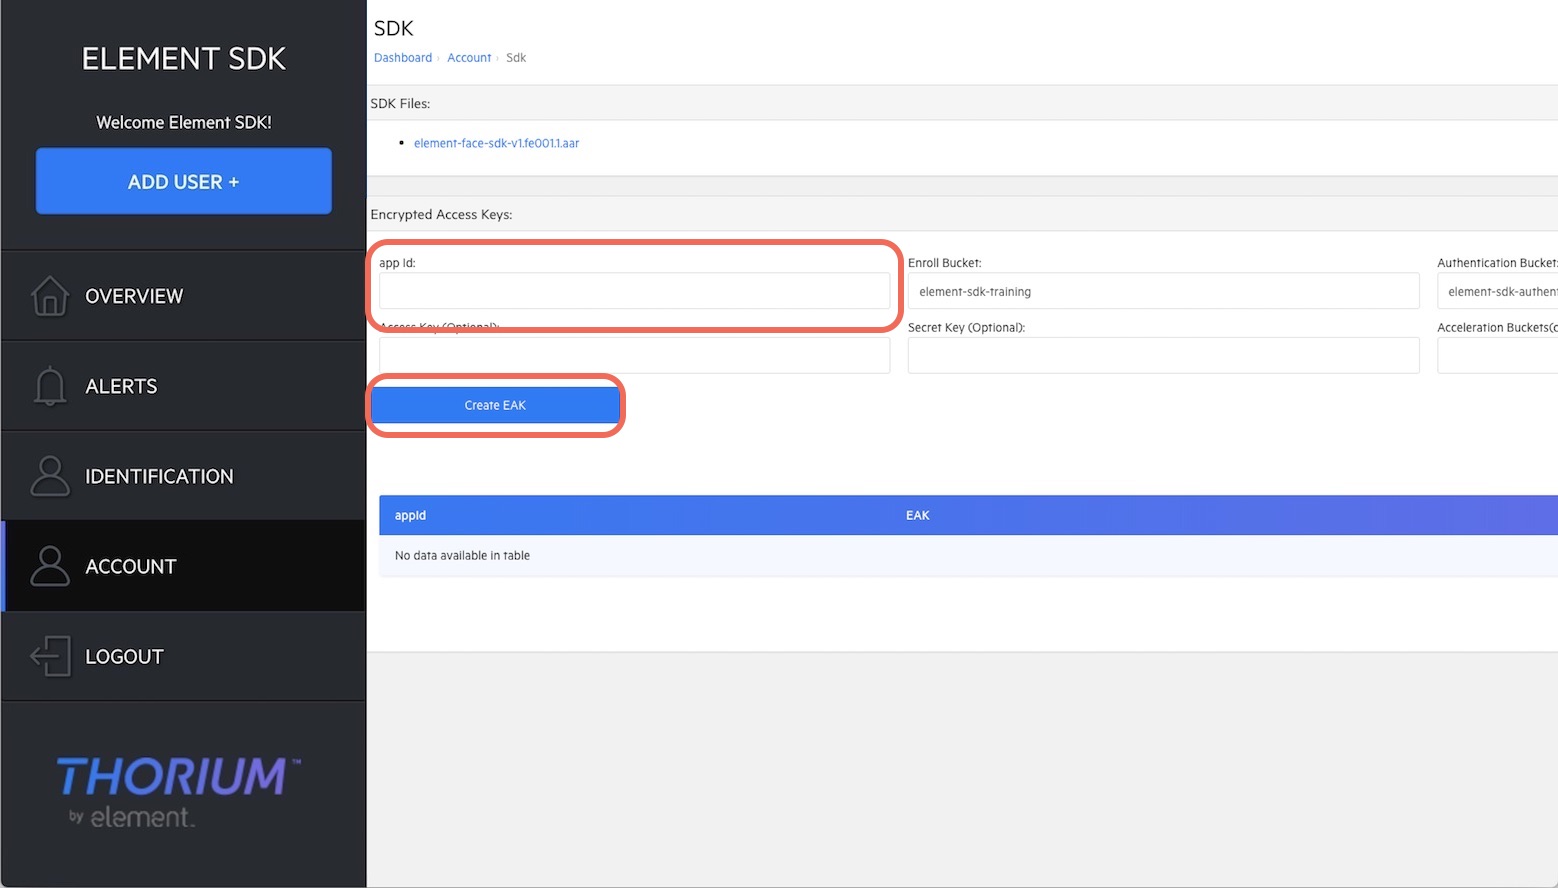 ELEMENT SDK
Welcome Element SDK!
ADD USER +
OVERVIEW
ALERTS
IDENTIFICATION
ACCOUNT
LOGOUT
THORIUM™
by element.
SDK
Dashboard › Account › Sdk
SDK Files:
• element-face-sdk-v1.fe001.1.aar
Encrypted Access Keys:
app Id: Enroll Bucket: Authentication Bucket:
element-sdk-training element-sdk-authent
Access Key (Optional): Secret Key (Optional): Acceleration Buckets(o
Create EAK
appId EAK
No data available in table